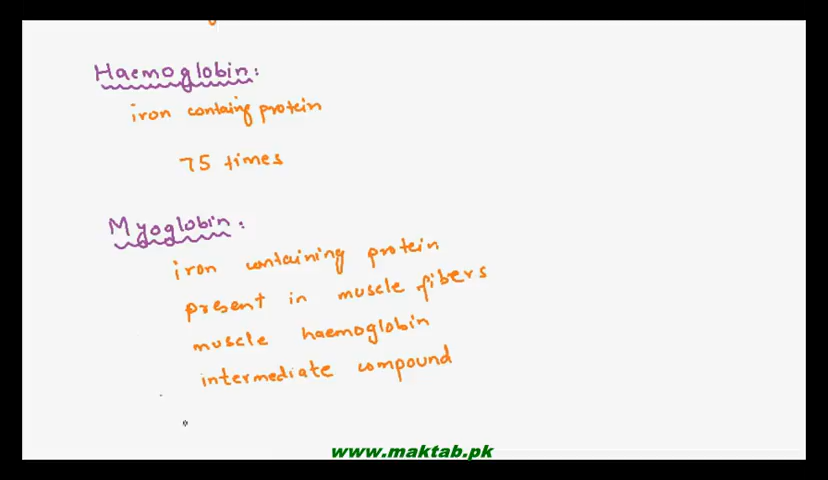 Haemoglobin:
iron containg protein
75 times
Myoglobin:
iron containing protein
present in muscle fibers
muscle haemoglobin
intermediate compound
www.maktab.pk